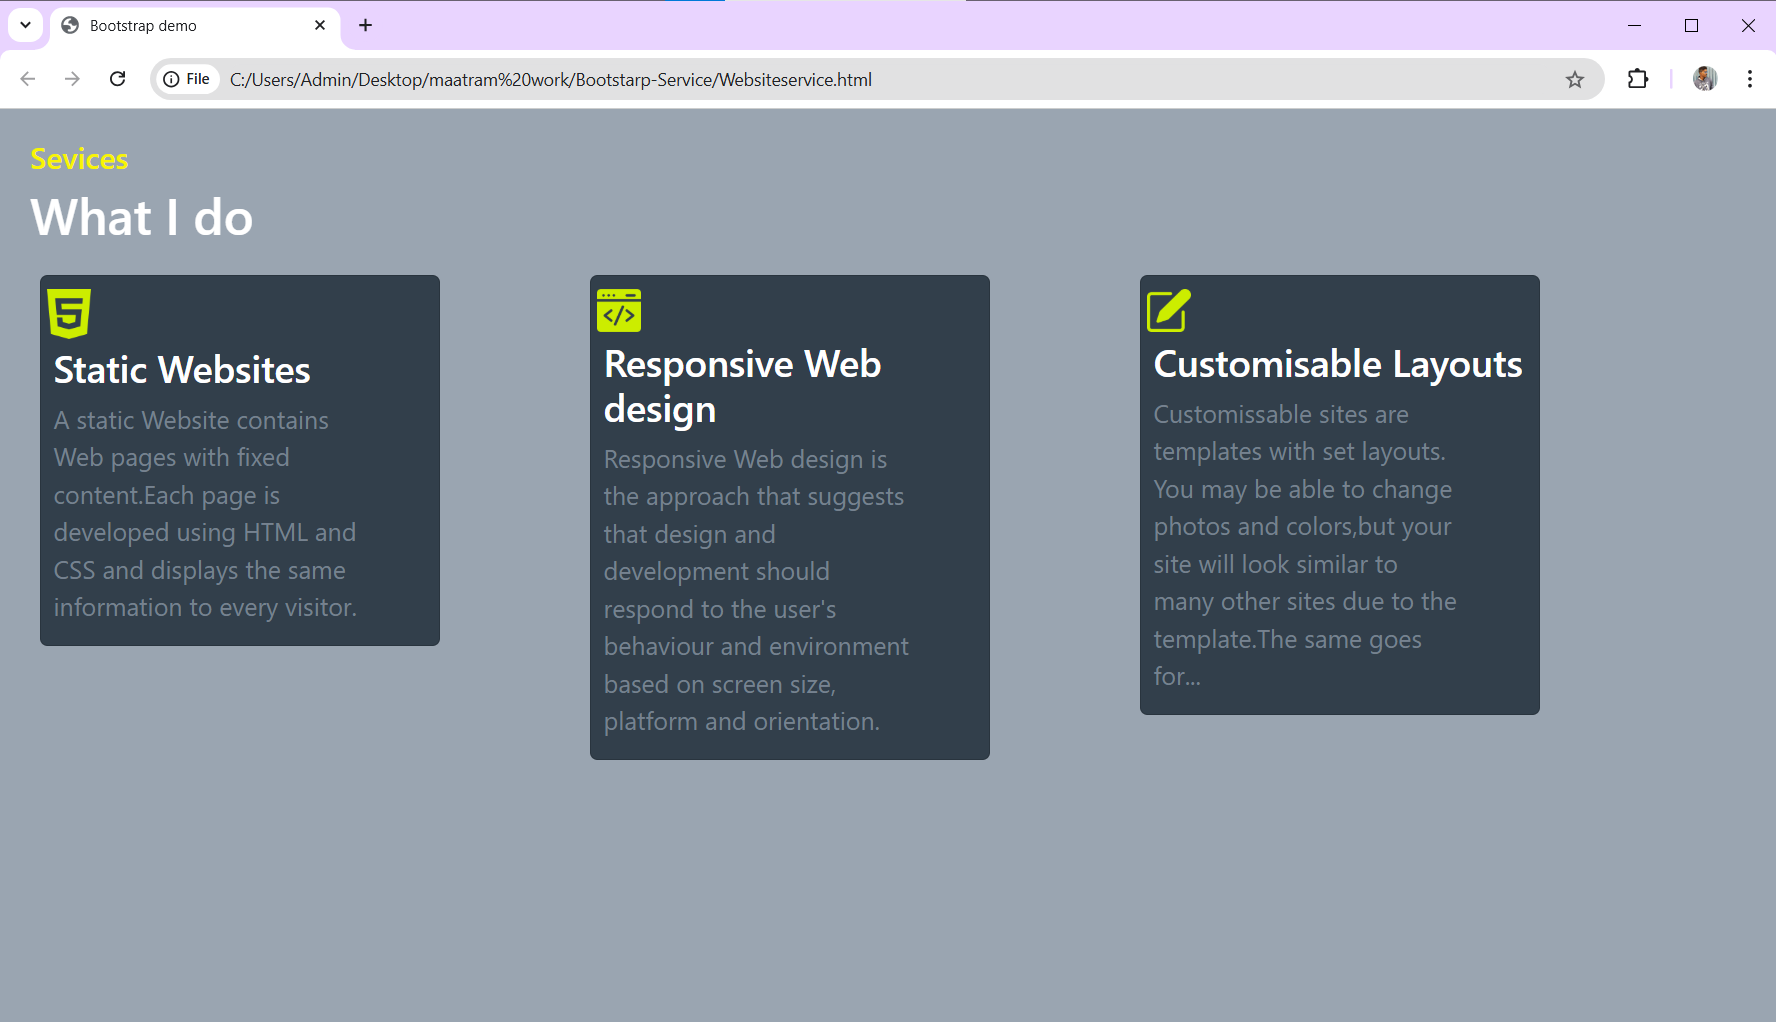 Bootstrap demo
File
C:/Users/Admin/Desktop/maatram%20work/Bootstarp-Service/Websiteservice.html
Sevices
What I do
Static Websites
A static Website contains
Web pages with fixed
content.Each page is
developed using HTML and
CSS and displays the same
information to every visitor.
Responsive Web
design
Responsive Web design is
the approach that suggests
that design and
development should
respond to the user's
behaviour and environment
based on screen size,
platform and orientation.
Customisable Layouts
Customissable sites are
templates with set layouts.
You may be able to change
photos and colors,but your
site will look similar to
many other sites due to the
template.The same goes
for...